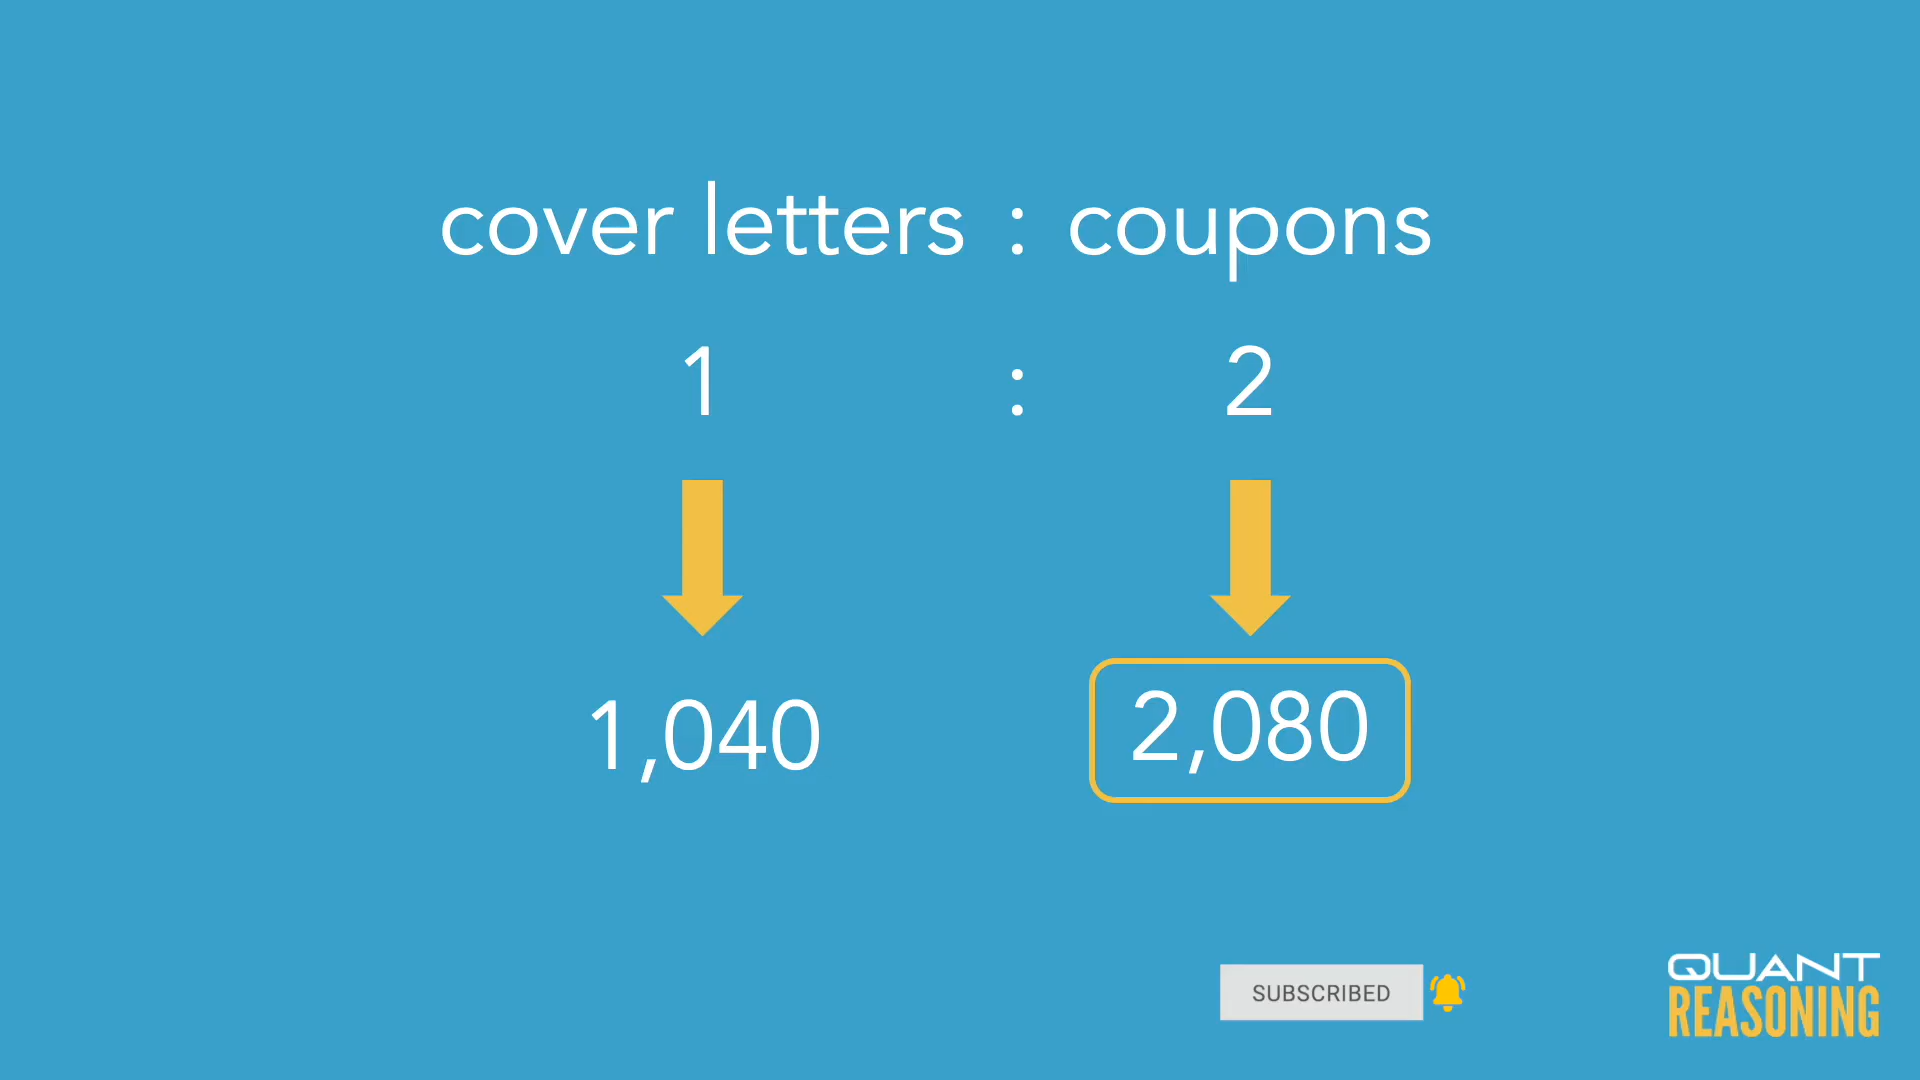 cover letters : coupons
1 : 2
1,040 2,080
SUBSCRIBED
QUANT
REASONING